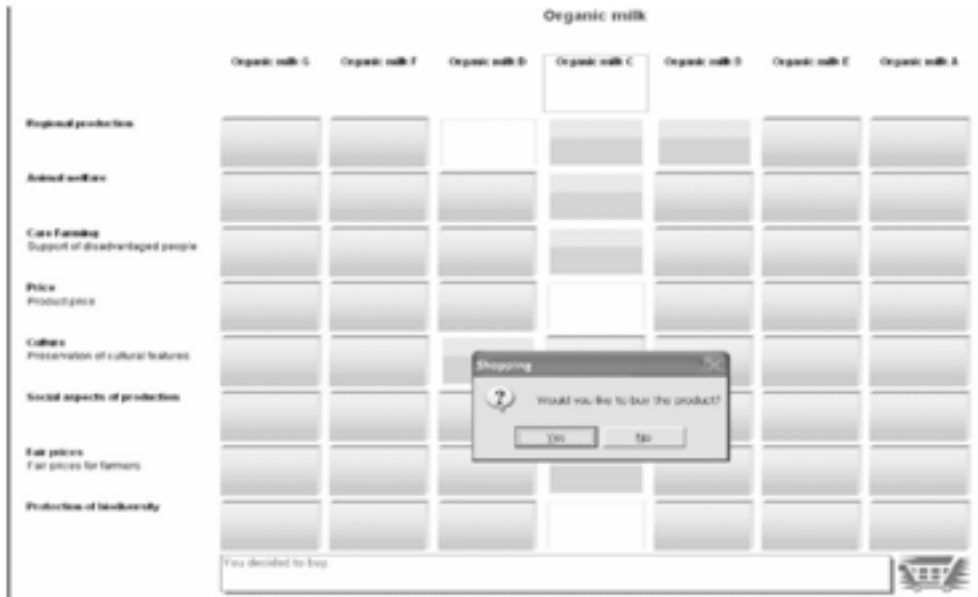 Organic milk
Organic milk G Organic milk F Organic milk Organic milk C Organic milk Organic milk E Organic milk A
Regional production
Animal welfare
Care Farming
Support of disadvantaged people
Price
Product price
Culture
Preservation of cultural features
Shopping
Would you like to buy the product?
Yes No
Social aspects of production
Fair prices
Fair prices for farmers
Protection of biodiversity
You decided to buy: